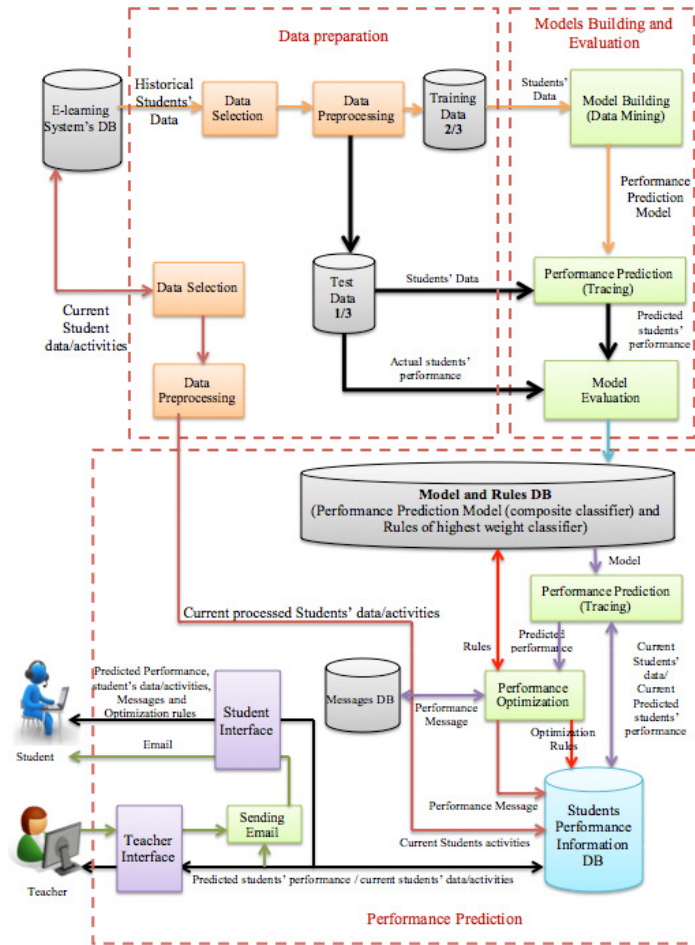 Data preparation
Models Building and
Evaluation
E-learning
System's DB
Historical
Students'
Data
Data
Selection
Data
Preprocessing
Training
Data
2/3
Students'
Data
Model Building
(Data Mining)
Performance
Prediction
Model
Current
Student
data/activities
Data Selection
Data
Preprocessing
Test
Data
1/3
Students' Data
Performance Prediction
(Tracing)
Predicted
students'
performance
Actual students'
performance
Model
Evaluation
Model and Rules DB
(Performance Prediction Model (composite classifier) and
Rules of highest weight classifier)
Model
Performance Prediction
(Tracing)
Current processed Students' data/activities
Rules
Predicted
performance
Current
Students'
data/
Current
Predicted
students'
performance
Messages DB
Performance
Message
Performance
Optimization
Optimization
Rules
Predicted Performance,
student's data/activities,
Messages and
Optimization rules
Student
Interface
Student
Email
Performance Message
Students
Performance
Information
DB
Sending
Email
Current Students activities
Teacher
Interface
Teacher
Predicted students' performance / current students' data/activities
Performance Prediction